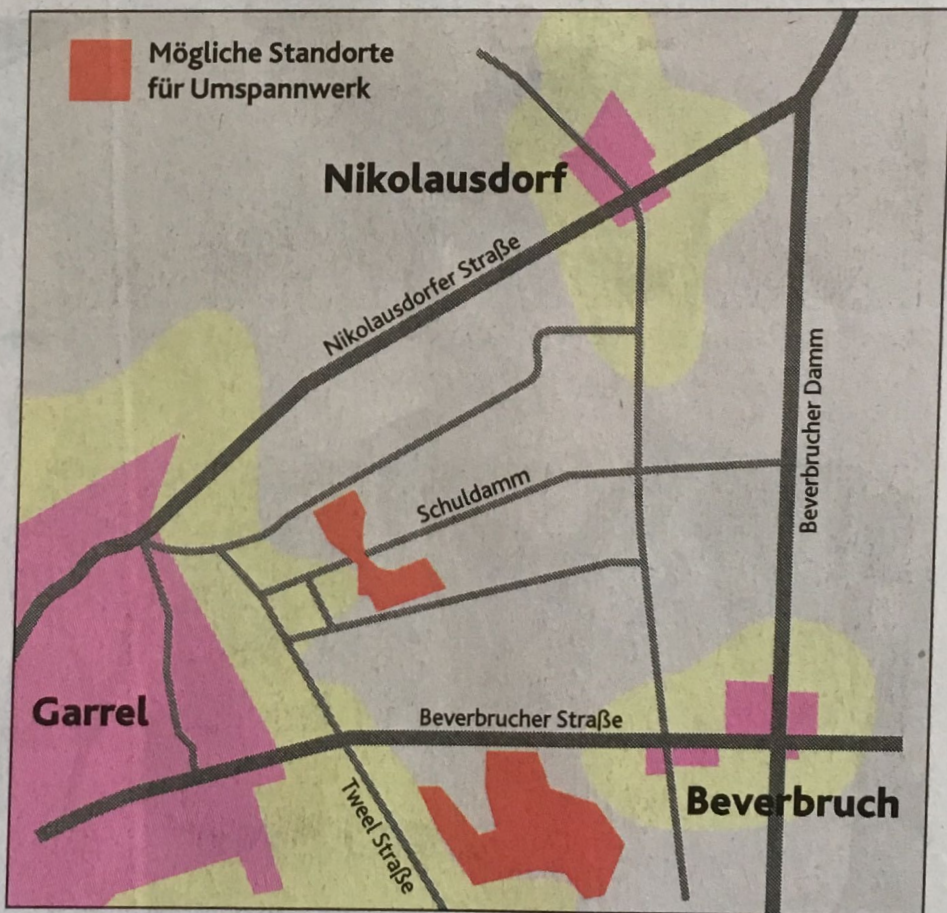 Mögliche Standorte
für Umspannwerk
Nikolausdorf
Nikolausdorfer Straße
Beverbrucher Damm
Schuldamm
Garrel
Beverbrucher Straße
Tweel Straße
Beverbruch